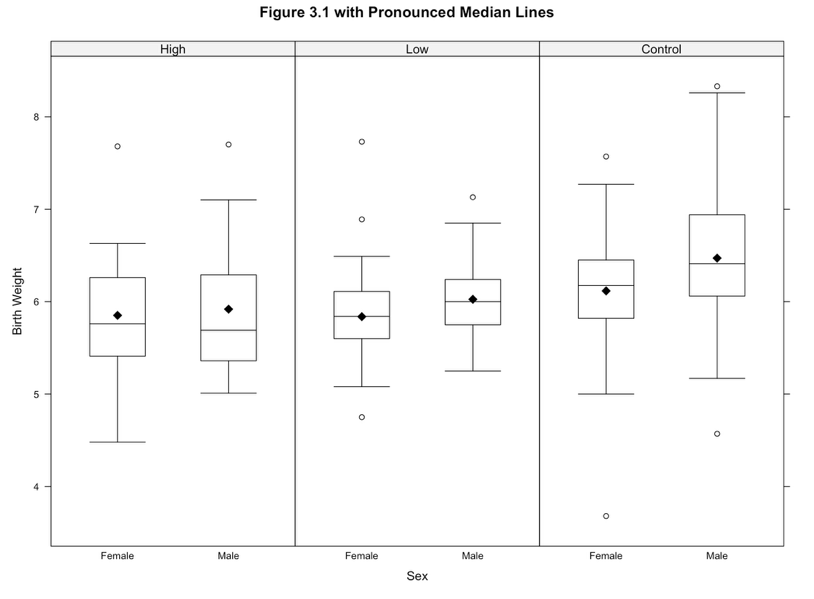 Figure 3.1 with Pronounced Median Lines
High Low Control
8
7
6
5
4
Birth Weight
Female Male Female Male Female Male
Sex